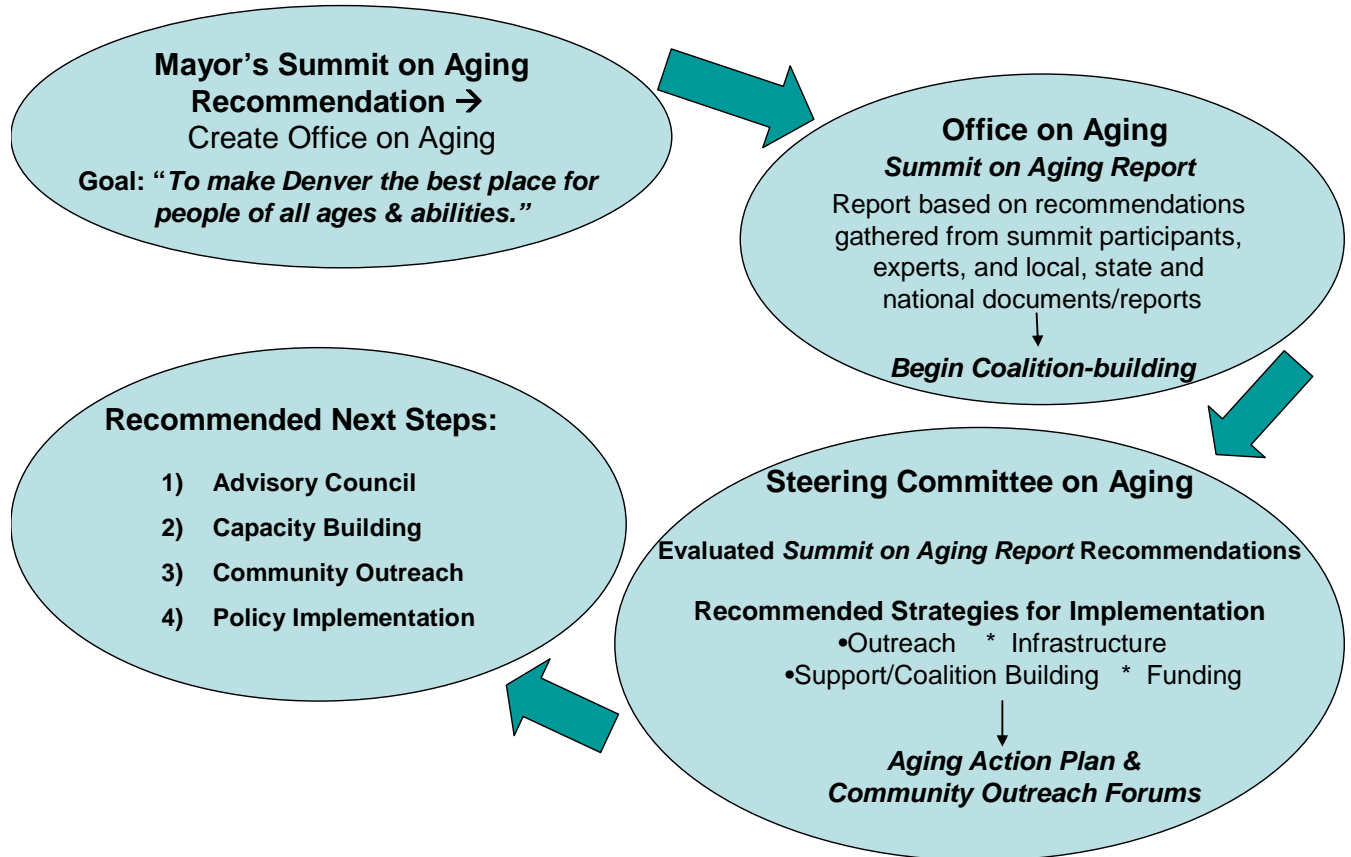 Mayor’s Summit on Aging
Recommendation →
Create Office on Aging
Goal: “To make Denver the best place for
people of all ages & abilities.”
Office on Aging
Summit on Aging Report
Report based on recommendations
gathered from summit participants,
experts, and local, state and
national documents/reports
Begin Coalition-building
Steering Committee on Aging
Evaluated Summit on Aging Report Recommendations
Recommended Strategies for Implementation
•Outreach * Infrastructure
•Support/Coalition Building * Funding
Aging Action Plan &
Community Outreach Forums
Recommended Next Steps:
1) Advisory Council
2) Capacity Building
3) Community Outreach
4) Policy Implementation